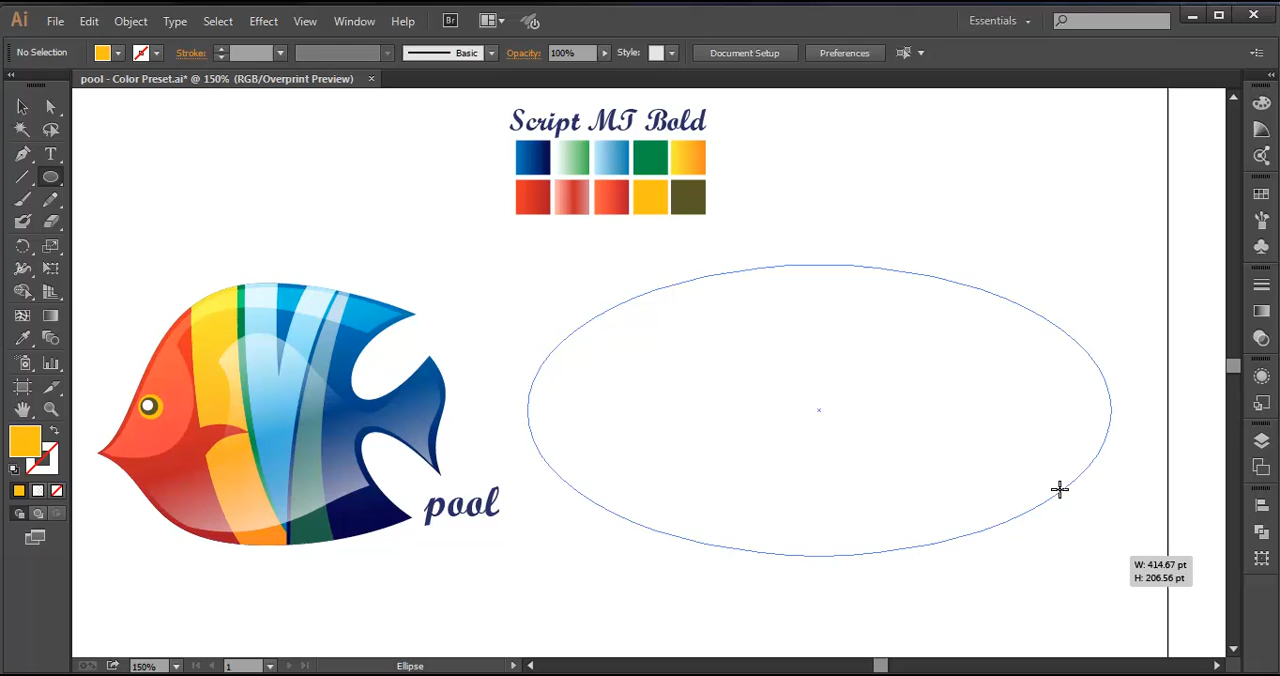 Ai File Edit Object Type Select Effect View Window Help Br Essentials
No Selection Stroke: Basic Opacity: 100% Style: Document Setup Preferences
pool - Color Preset.ai* @ 150% (RGB/Overprint Preview) ×
Script MT Bold
T
pool
W: 414.67 pt
H: 206.56 pt
150% 1 Ellipse